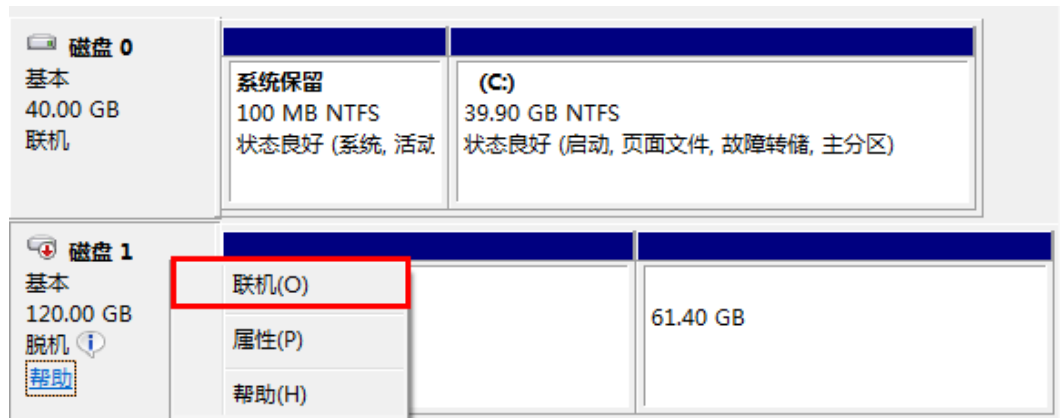 磁盘 0
基本
40.00 GB
联机
系统保留
100 MB NTFS
状态良好 (系统, 活动
(C:)
39.90 GB NTFS
状态良好 (启动, 页面文件, 故障转储, 主分区)
磁盘 1
基本
120.00 GB
脱机
帮助
联机(O)
属性(P)
帮助(H)
61.40 GB